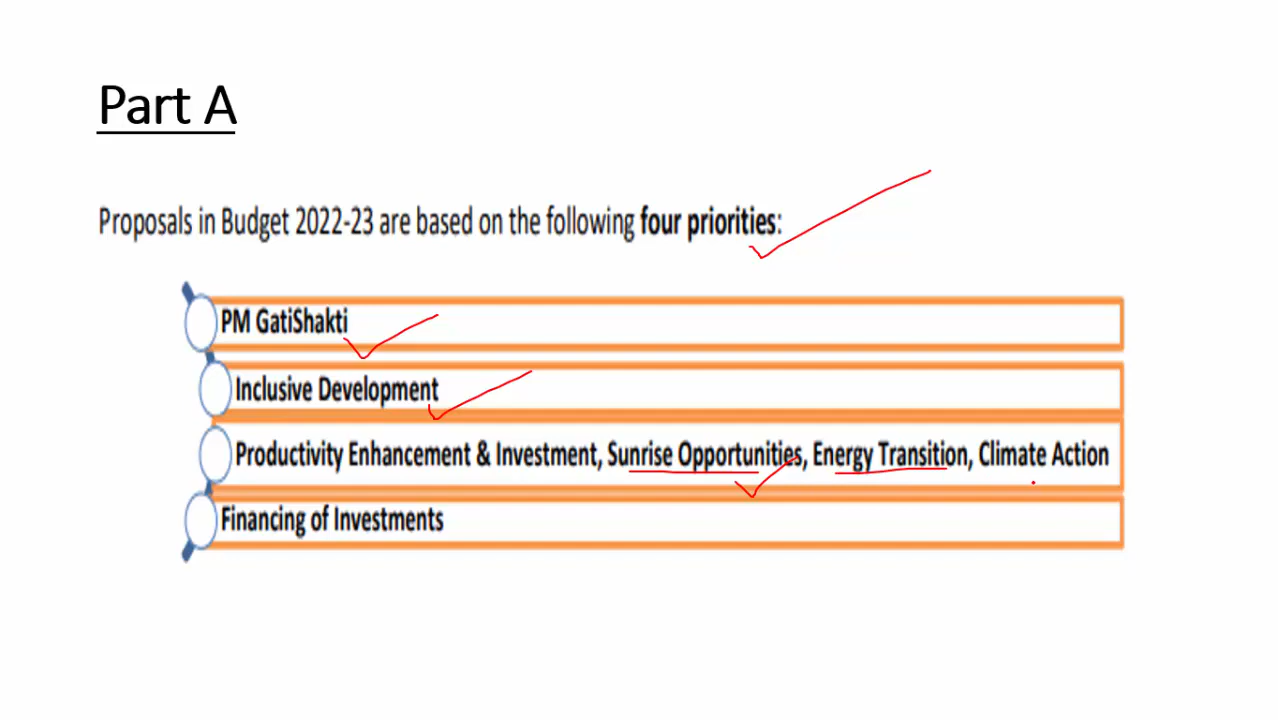 Part A
Proposals in Budget 2022-23 are based on the following four priorities:
PM GatiShakti
Inclusive Development
Productivity Enhancement & Investment, Sunrise Opportunities, Energy Transition, Climate Action
Financing of Investments